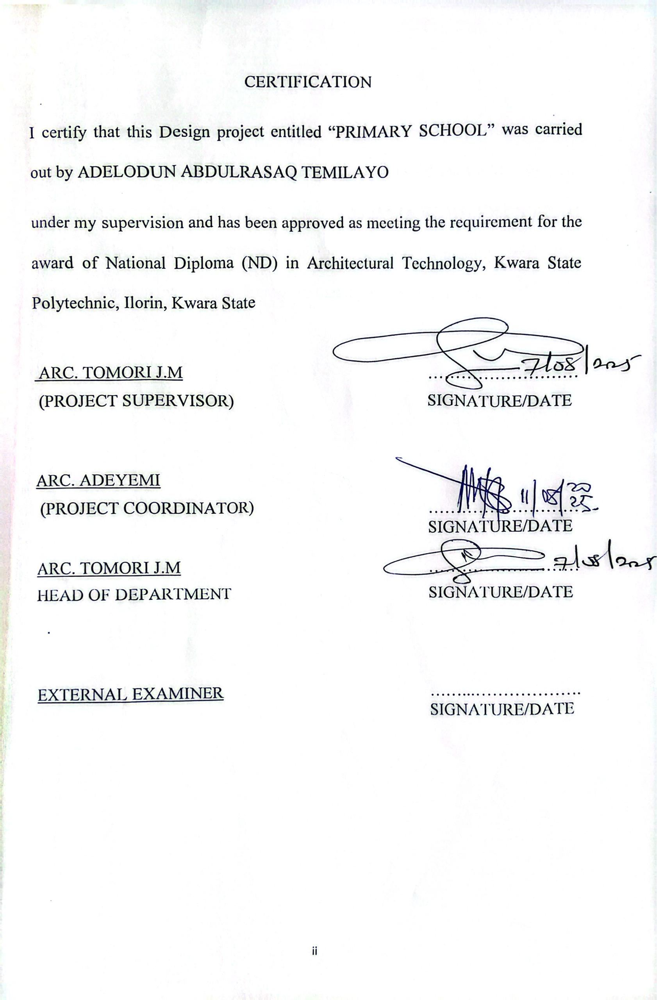 CERTIFICATION
I certify that this Design project entitled “PRIMARY SCHOOL” was carried
out by ADELODUN ABDULRASAQ TEMILAYO
under my supervision and has been approved as meeting the requirement for the
award of National Diploma (ND) in Architectural Technology, Kwara State
Polytechnic, Ilorin, Kwara State
7/08/2025
ARC. TOMORI J.M ..............................
(PROJECT SUPERVISOR) SIGNATURE/DATE
ARC. ADEYEMI
11/08/2025
(PROJECT COORDINATOR) ..............................
SIGNATURE/DATE
7/08/2025
ARC. TOMORI J.M ..............................
HEAD OF DEPARTMENT SIGNATURE/DATE
EXTERNAL EXAMINER ..............................
SIGNATURE/DATE
ii